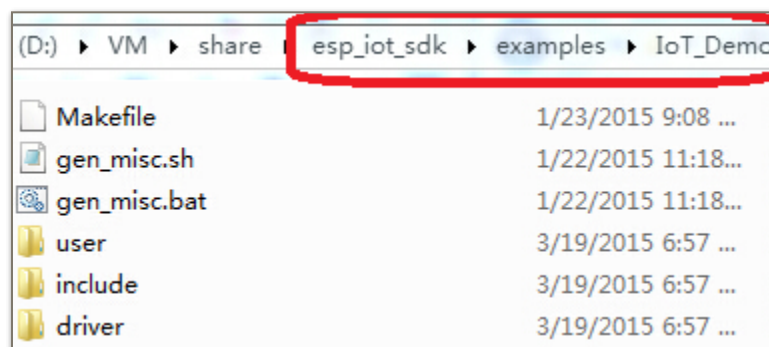 (D:) ▸ VM ▸ share ▸ esp_iot_sdk ▸ examples ▸ IoT_Demo
Makefile 1/23/2015 9:08 ...
gen_misc.sh 1/22/2015 11:18...
gen_misc.bat 1/22/2015 11:18...
user 3/19/2015 6:57 ...
include 3/19/2015 6:57 ...
driver 3/19/2015 6:57 ...